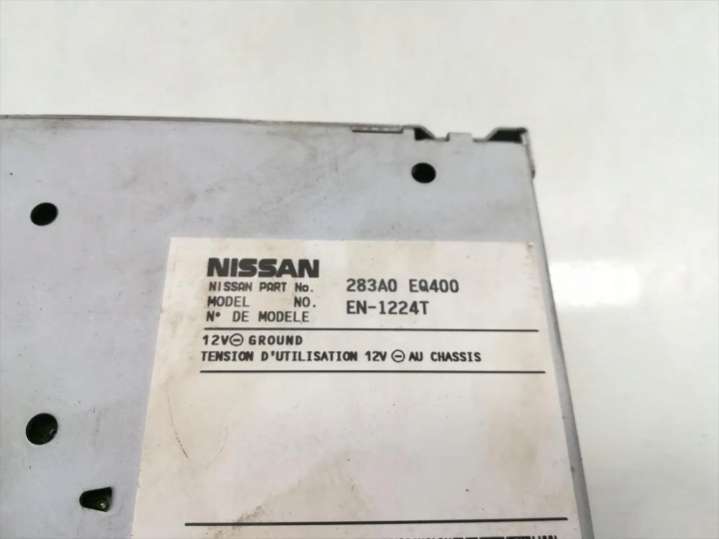 NISSAN
NISSAN PART No. 283A0 EQ400
MODEL NO. EN-1224T
N° DE MODELE
12V⊖ GROUND
TENSION D'UTILISATION 12V ⊖ AU CHASSIS